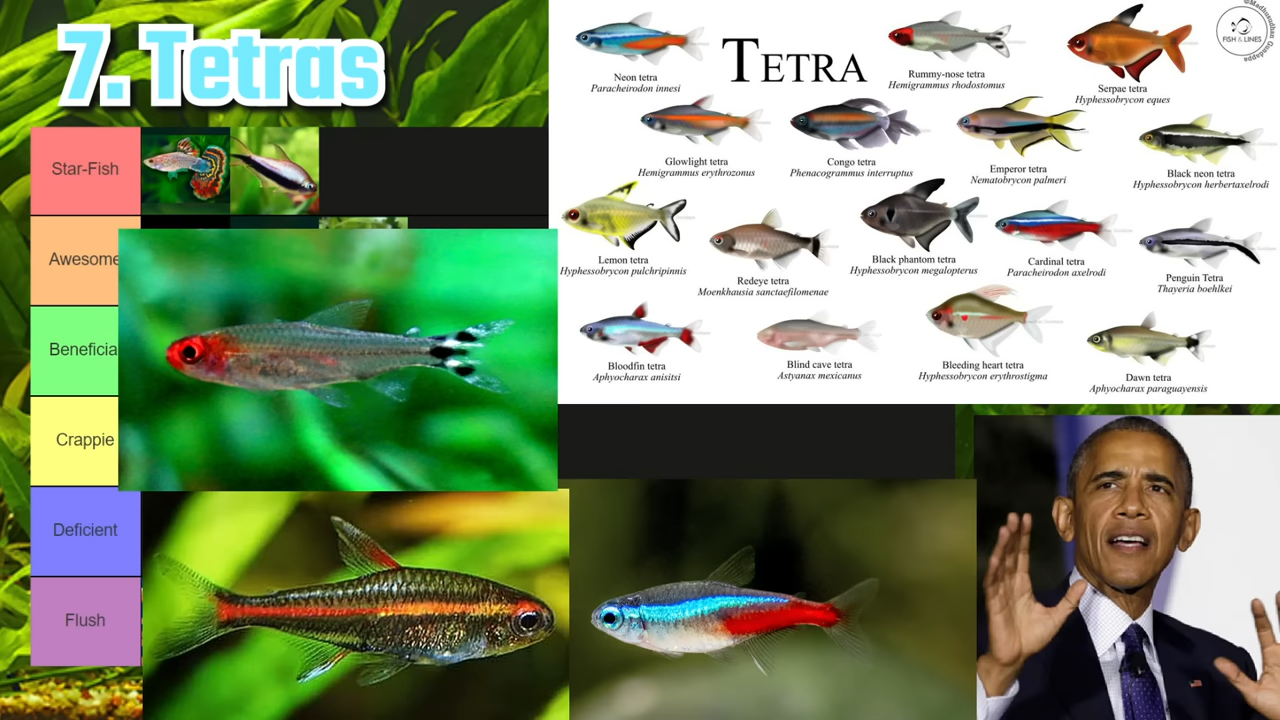 7. Tetras
Star-Fish
Awesome
Beneficia
Crappie
Deficient
Flush
TETRA
FISH & LINES
Neon tetra
Paracheirodon innesi
Rummy-nose tetra
Hemigrammus rhodostomus
Serpae tetra
Hyphessobrycon eques
Glowlight tetra
Hemigrammus erythrozonus
Congo tetra
Phenacogrammus interruptus
Emperor tetra
Nematobrycon palmeri
Black neon tetra
Hyphessobrycon herbertaxelrodi
Lemon tetra
Hyphessobrycon pulchripinnis
Redeye tetra
Moenkhausia sanctaefilomenae
Black phantom tetra
Hyphessobrycon megalopterus
Cardinal tetra
Paracheirodon axelrodi
Penguin Tetra
Thayeria boehlkei
Bloodfin tetra
Aphyocharax anisitsi
Blind cave tetra
Astyanax mexicanus
Bleeding heart tetra
Hyphessobrycon erythrostigma
Dawn tetra
Aphyocharax paraguayensis